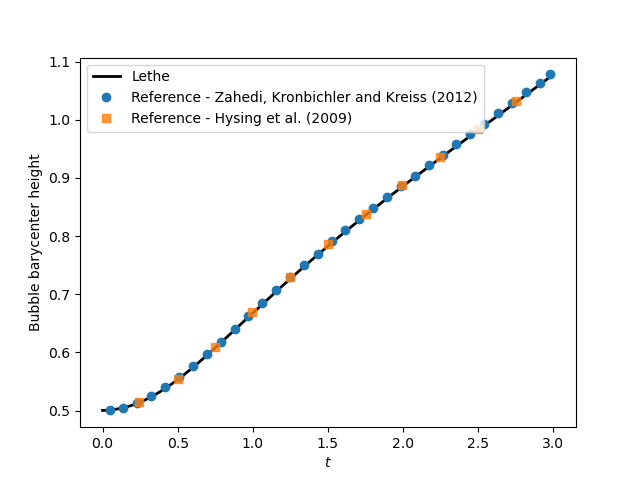 1.1
1.0
0.9
0.8
0.7
0.6
0.5
Bubble barycenter height
Lethe
Reference - Zahedi, Kronbichler and Kreiss (2012)
Reference - Hysing et al. (2009)
0.0 0.5 1.0 1.5 2.0 2.5 3.0
t